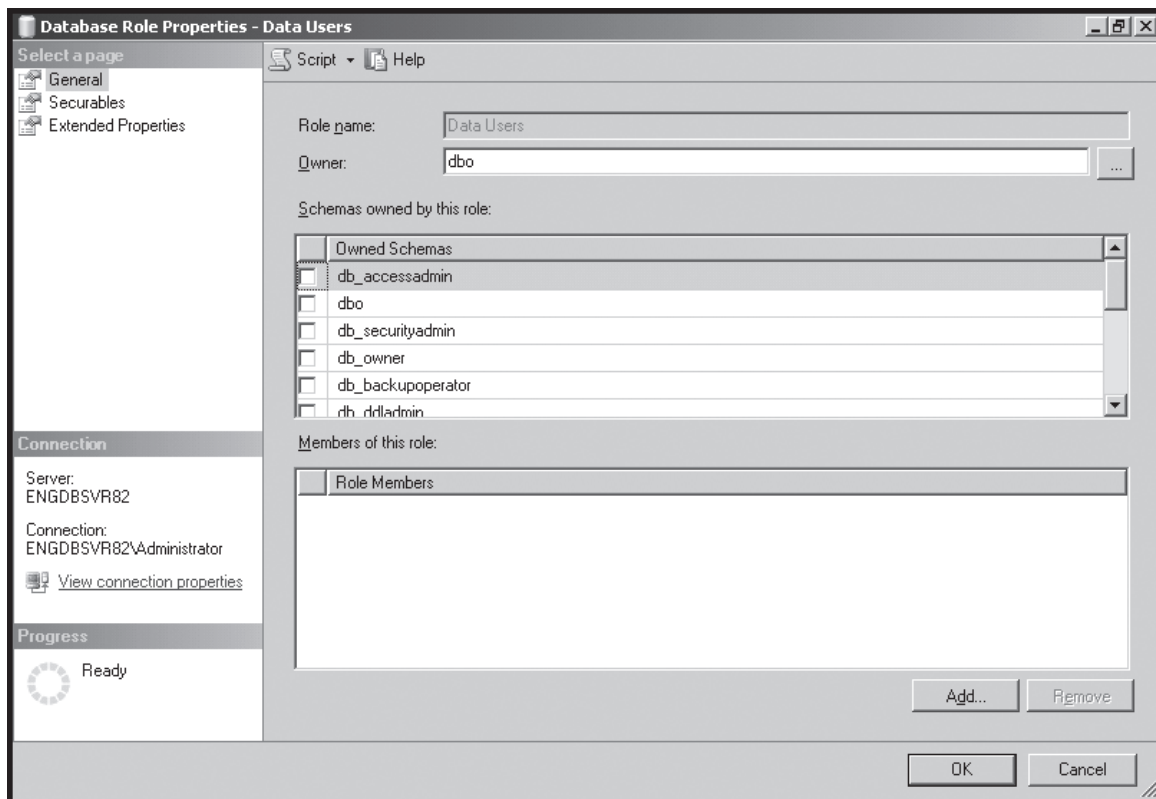 Database Role Properties - Data Users
Select a page
General
Securables
Extended Properties
Script
Help
Role name:
Data Users
Owner:
dbo
...
Schemas owned by this role:
Owned Schemas
db_accessadmin
dbo
db_securityadmin
db_owner
db_backupoperator
db_ddladmin
Members of this role:
Role Members
Connection
Server:
ENGDBSVR82
Connection:
ENGDBSVR82\Administrator
View connection properties
Progress
Ready
Add...
Remove
OK
Cancel